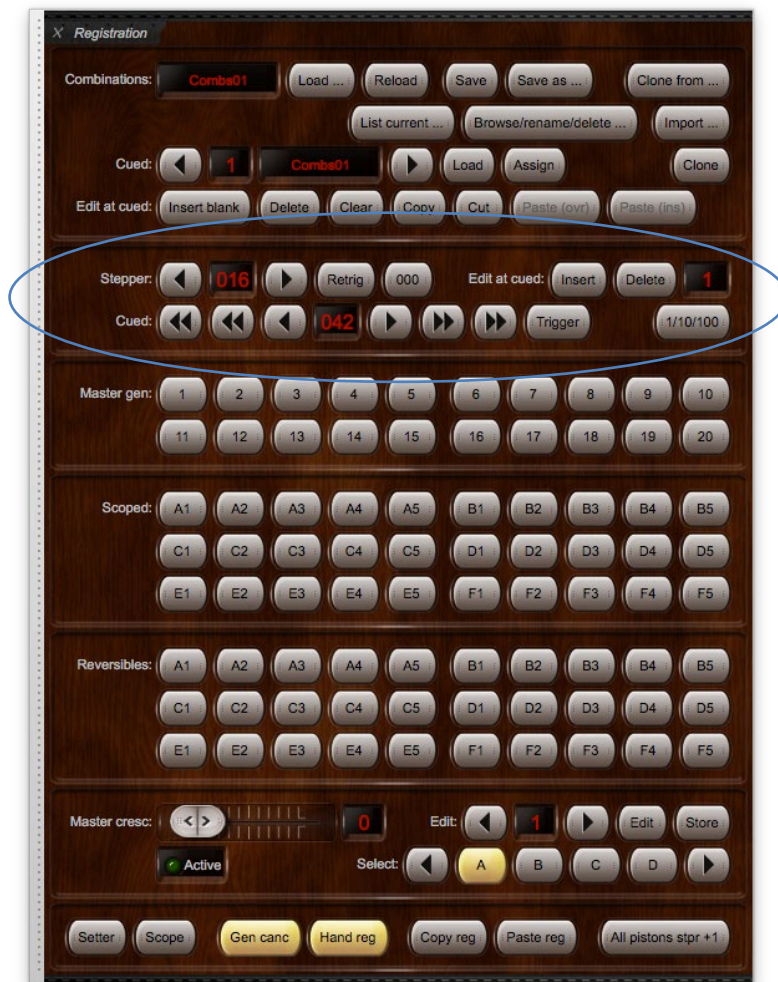 X Registration
Combinations: Combs01 Load ... Reload Save Save as ... Clone from ...
List current ... Browse/rename/delete ... Import ...
Cued: 1 Combs01 Load Assign Clone
Edit at cued: Insert blank Delete Clear Copy Cut Paste (ovr) Paste (ins)
Stepper: 016 Retrig 000 Edit at cued: Insert Delete 1
Cued: 042 Trigger 1/10/100
Master gen: 1 2 3 4 5 6 7 8 9 10
11 12 13 14 15 16 17 18 19 20
Scoped: A1 A2 A3 A4 A5 B1 B2 B3 B4 B5
C1 C2 C3 C4 C5 D1 D2 D3 D4 D5
E1 E2 E3 E4 E5 F1 F2 F3 F4 F5
Reversibles: A1 A2 A3 A4 A5 B1 B2 B3 B4 B5
C1 C2 C3 C4 C5 D1 D2 D3 D4 D5
E1 E2 E3 E4 E5 F1 F2 F3 F4 F5
Master cresc: < > 0 Edit: 1 Edit Store
Active Select: A B C D
Setter Scope Gen canc Hand reg Copy reg Paste reg All pistons stpr +1